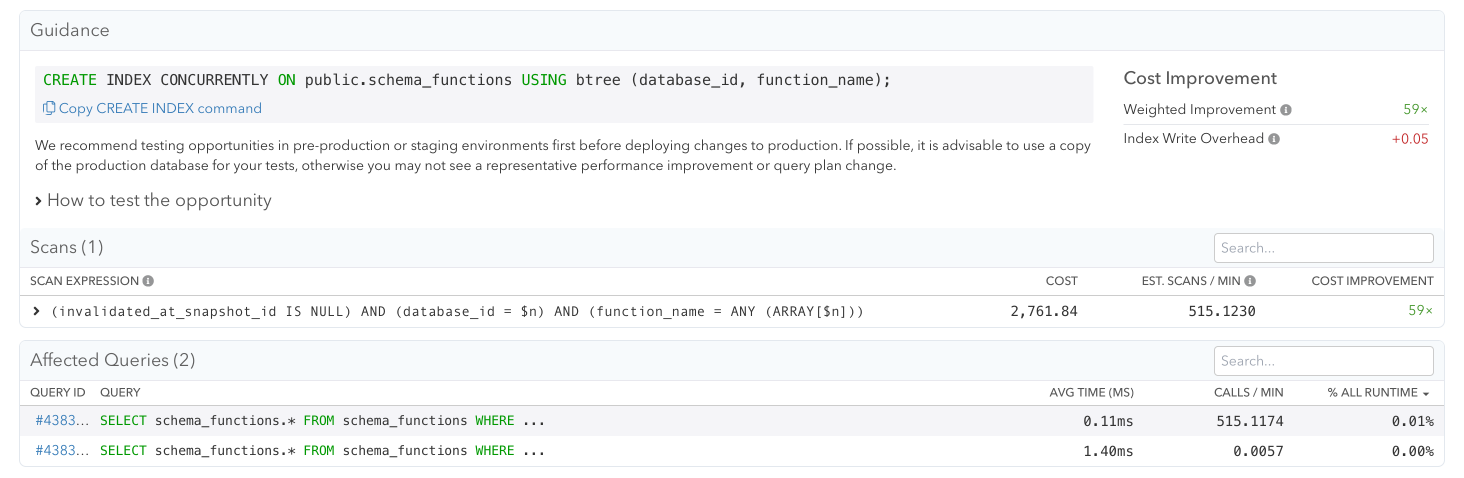 Guidance
CREATE INDEX CONCURRENTLY ON public.schema_functions USING btree (database_id, function_name);
Copy CREATE INDEX command
Cost Improvement
Weighted Improvement 59×
Index Write Overhead +0.05
We recommend testing opportunities in pre-production or staging environments first before deploying changes to production. If possible, it is advisable to use a copy
of the production database for your tests, otherwise you may not see a representative performance improvement or query plan change.
How to test the opportunity
Scans (1) Search...
SCAN EXPRESSION COST EST. SCANS / MIN COST IMPROVEMENT
(invalidated_at_snapshot_id IS NULL) AND (database_id = $n) AND (function_name = ANY (ARRAY[$n])) 2,761.84 515.1230 59×
Affected Queries (2) Search...
QUERY ID QUERY AVG TIME (MS) CALLS / MIN % ALL RUNTIME
#4383... SELECT schema_functions.* FROM schema_functions WHERE ... 0.11ms 515.1174 0.01%
#4383... SELECT schema_functions.* FROM schema_functions WHERE ... 1.40ms 0.0057 0.00%